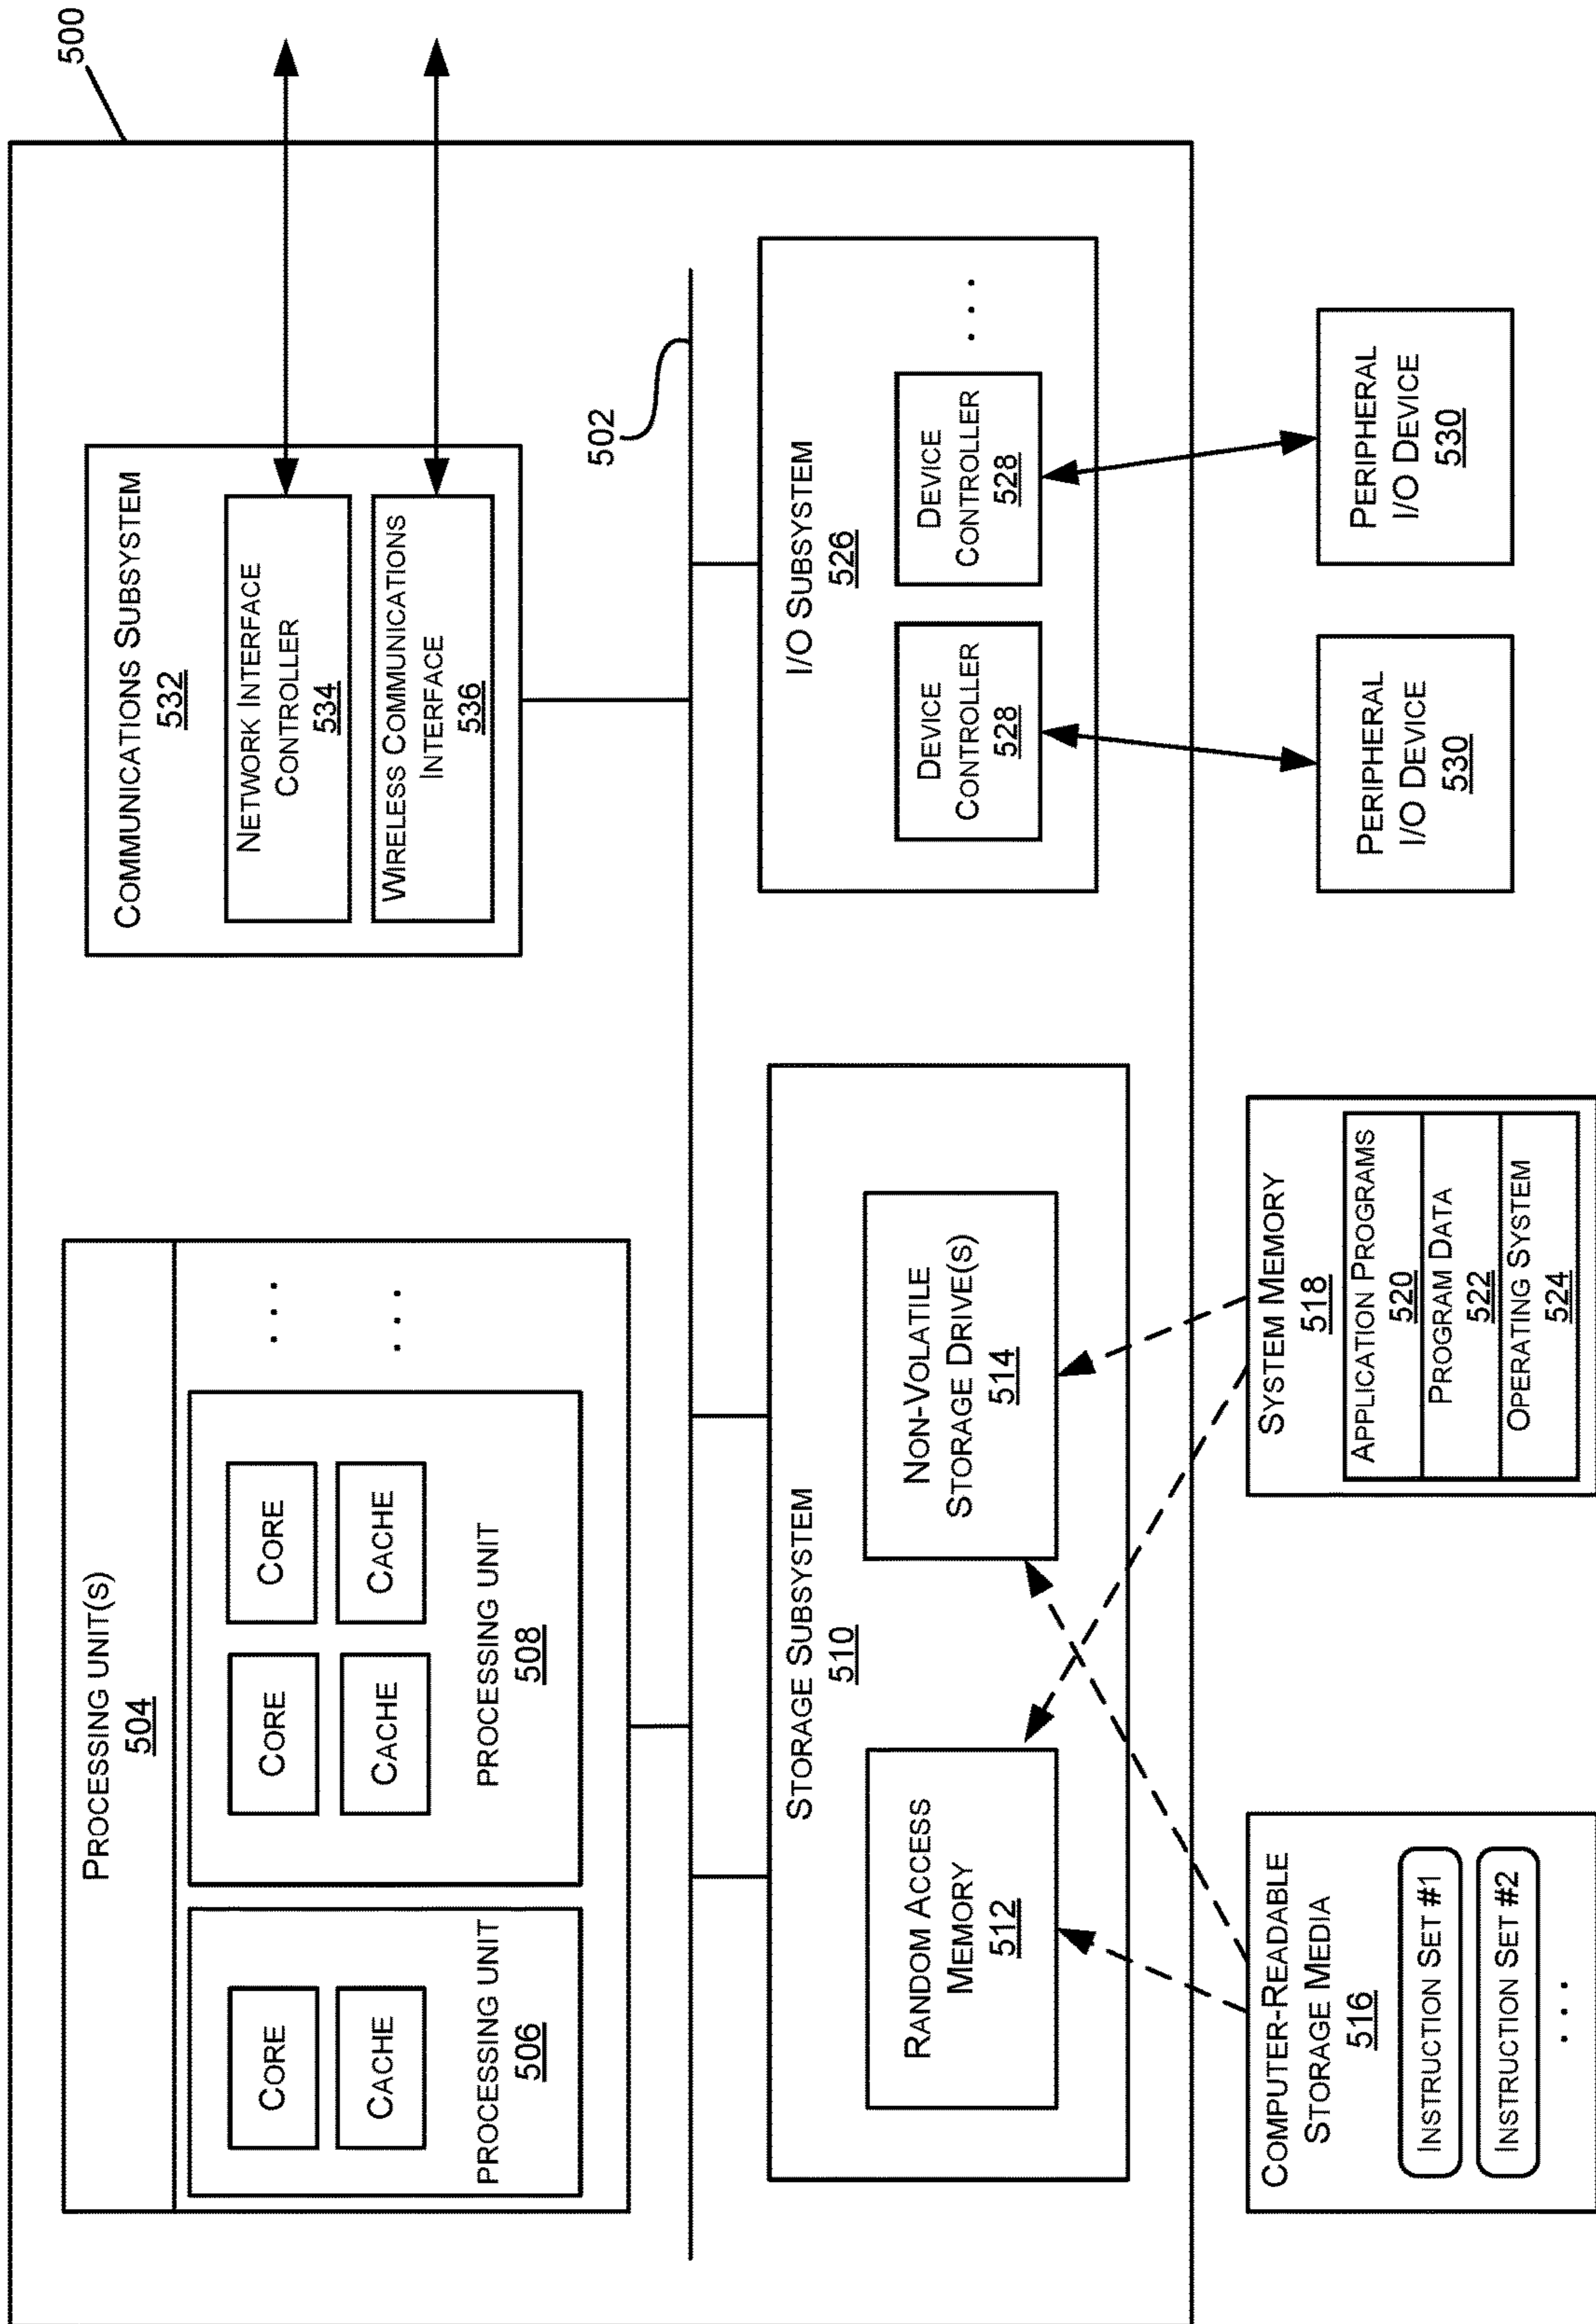 500
PROCESSING UNIT(S)
504
CORE
CACHE
PROCESSING UNIT
506
CORE
CORE
CACHE
CACHE
PROCESSING UNIT
508
. . .
. . .
COMMUNICATIONS SUBSYSTEM
532
NETWORK INTERFACE
CONTROLLER
534
WIRELESS COMMUNICATIONS
INTERFACE
536
502
STORAGE SUBSYSTEM
510
RANDOM ACCESS
MEMORY
512
NON-VOLATILE
STORAGE DRIVE(S)
514
I/O SUBSYSTEM
526
DEVICE
CONTROLLER
528
DEVICE
CONTROLLER
528
. . .
COMPUTER-READABLE
STORAGE MEDIA
516
INSTRUCTION SET #1
INSTRUCTION SET #2
. . .
SYSTEM MEMORY
518
APPLICATION PROGRAMS
520
PROGRAM DATA
522
OPERATING SYSTEM
524
PERIPHERAL
I/O DEVICE
530
PERIPHERAL
I/O DEVICE
530